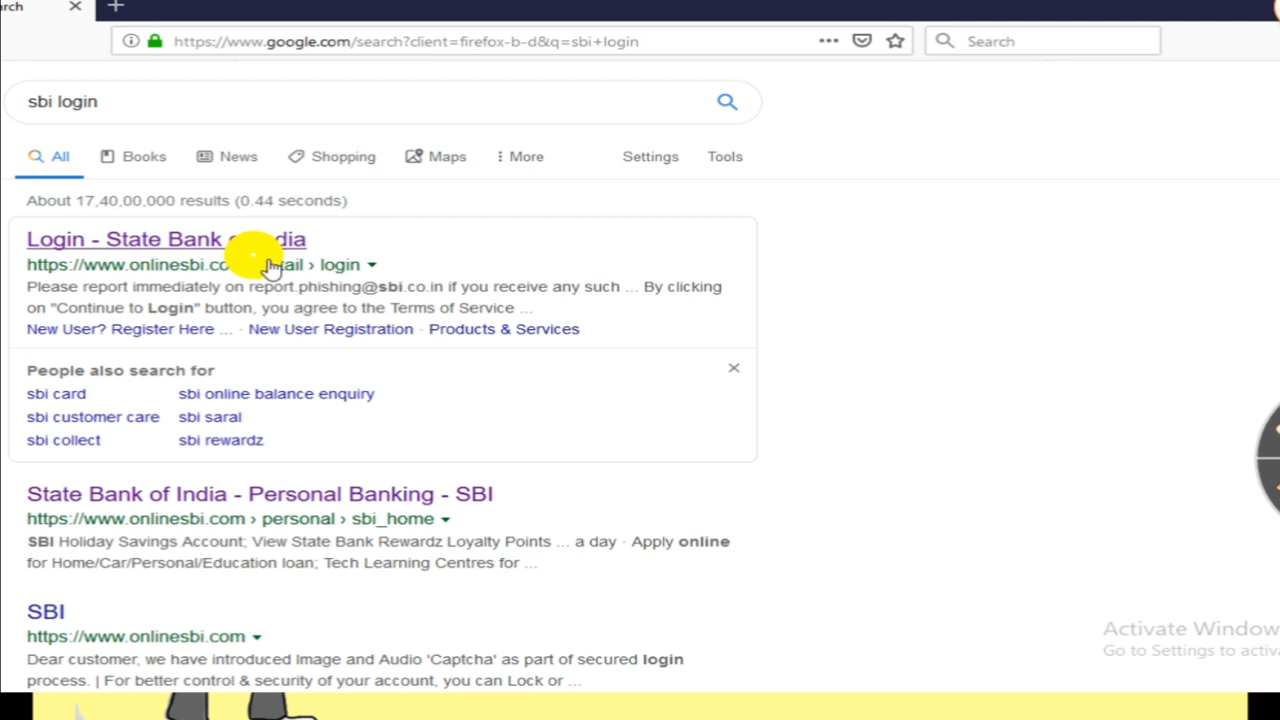 rch
https://www.google.com/search?client=firefox-b-d&q=sbi+login
Search
sbi login
All Books News Shopping Maps More Settings Tools
About 17,40,00,000 results (0.44 seconds)
Login - State Bank
https://www.onlinesbi.co › login
Please report immediately on report.phishing@sbi.co.in if you receive any such ... By clicking
on "Continue to Login" button, you agree to the Terms of Service ...
New User? Register Here ... · New User Registration · Products & Services
People also search for
sbi card sbi online balance enquiry
sbi customer care sbi saral
sbi collect sbi rewardz
State Bank of India - Personal Banking - SBI
https://www.onlinesbi.com › personal › sbi_home
SBI Holiday Savings Account; View State Bank Rewardz Loyalty Points ... a day · Apply online
for Home/Car/Personal/Education loan; Tech Learning Centres for ...
SBI
https://www.onlinesbi.com
Dear customer, we have introduced Image and Audio 'Captcha' as part of secured login
process. | For better control & security of your account, you can Lock or ...
Activate Window
Go to Settings to activa